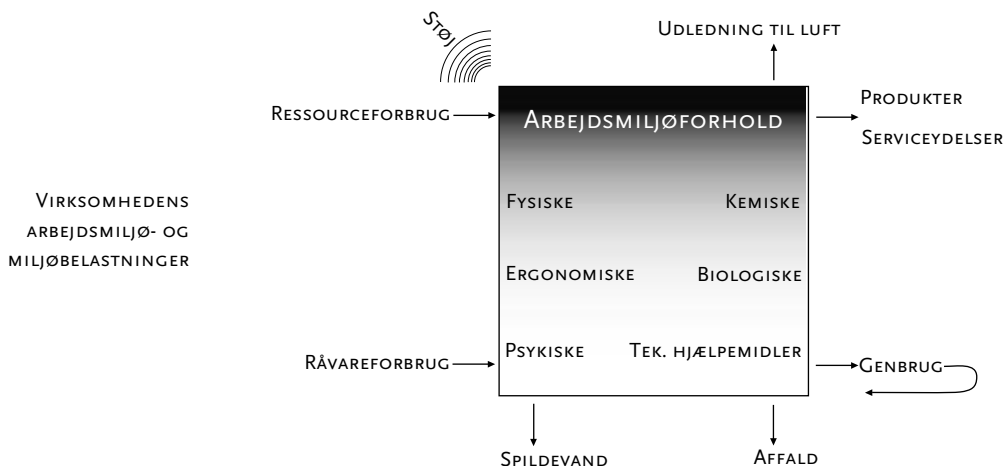 Støj
Udledning til luft
Ressourceforbrug
Arbejdsmiljøforhold
Produkter
Serviceydelser
Virksomhedens
arbejdsmiljø- og
miljøbelastninger
Fysiske
Kemiske
Ergonomiske
Biologiske
Råvareforbrug
Psykiske
Tek. hjælpemidler
Genbrug
Spildevand
Affald